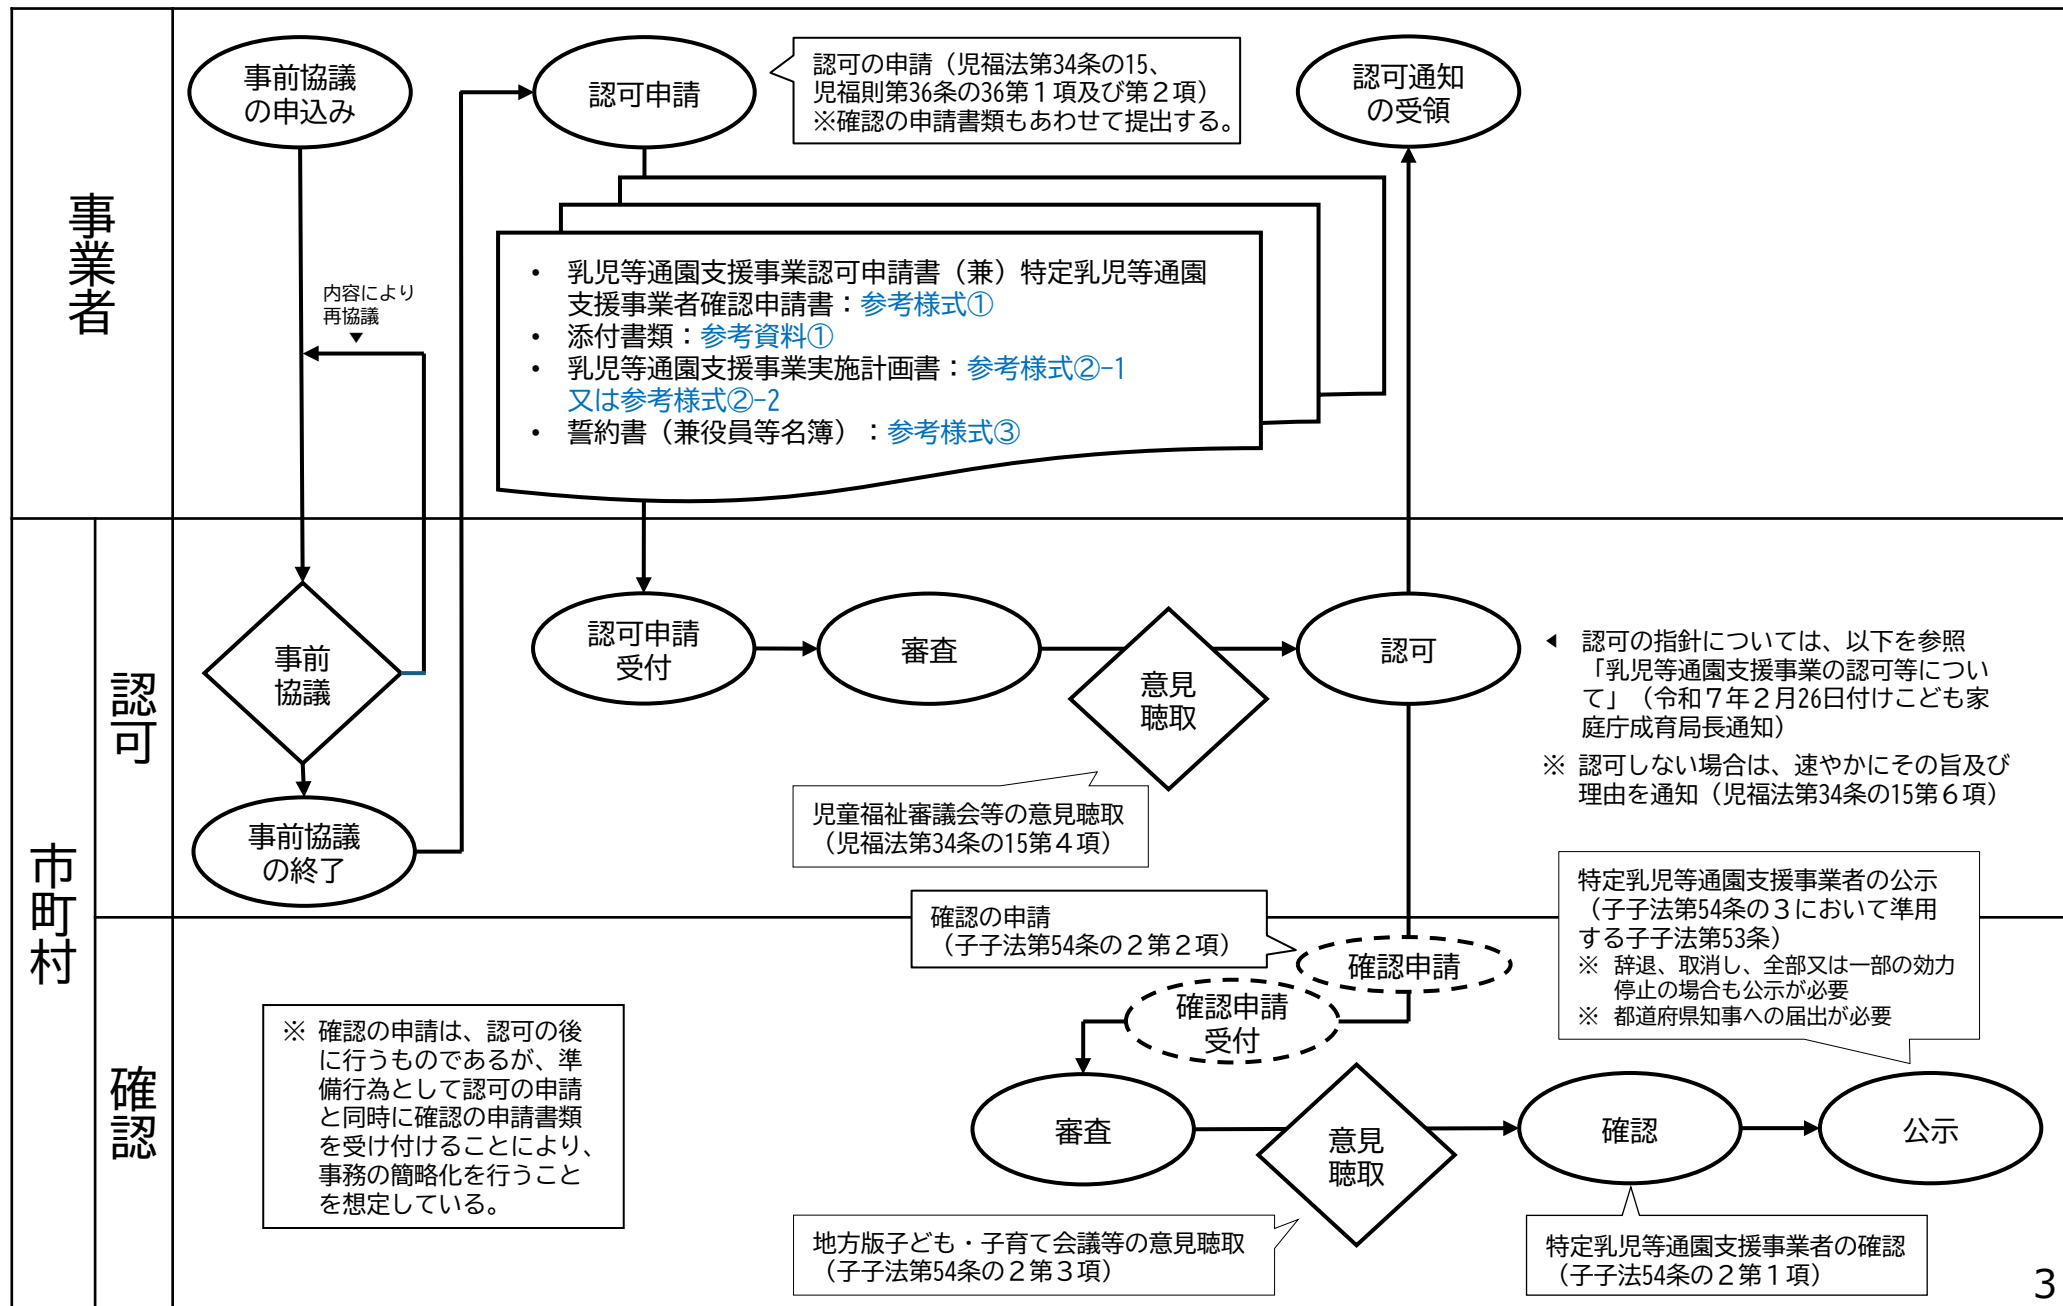 事業者
市町村
認可
確認
事前協議
の申込み
内容により
再協議
▼
事前
協議
事前協議
の終了
認可申請
認可の申請（児福法第34条の15、
児福則第36条の36第１項及び第２項）
※確認の申請書類もあわせて提出する。
・ 乳児等通園支援事業認可申請書（兼）特定乳児等通園
支援事業者確認申請書：参考様式①
・ 添付書類：参考資料①
・ 乳児等通園支援事業実施計画書：参考様式②-1
又は参考様式②-2
・ 誓約書（兼役員等名簿）：参考様式③
認可通知
の受領
認可申請
受付
審査
意見
聴取
児童福祉審議会等の意見聴取
（児福法第34条の15第４項）
認可
◀ 認可の指針については、以下を参照
「乳児等通園支援事業の認可等につい
て」（令和７年２月26日付けこども家
庭庁成育局長通知）
※ 認可しない場合は、速やかにその旨及び
理由を通知（児福法第34条の15第６項）
確認の申請
（子子法第54条の２第２項）
確認申請
確認申請
受付
※ 確認の申請は、認可の後
に行うものであるが、準
備行為として認可の申請
と同時に確認の申請書類
を受け付けることにより、
事務の簡略化を行うこと
を想定している。
審査
意見
聴取
地方版子ども・子育て会議等の意見聴取
（子子法第54条の２第３項）
確認
特定乳児等通園支援事業者の確認
（子子法54条の２第１項）
公示
特定乳児等通園支援事業者の公示
（子子法第54条の３において準用
する子子法第53条）
※ 辞退、取消し、全部又は一部の効力
停止の場合も公示が必要
※ 都道府県知事への届出が必要
3